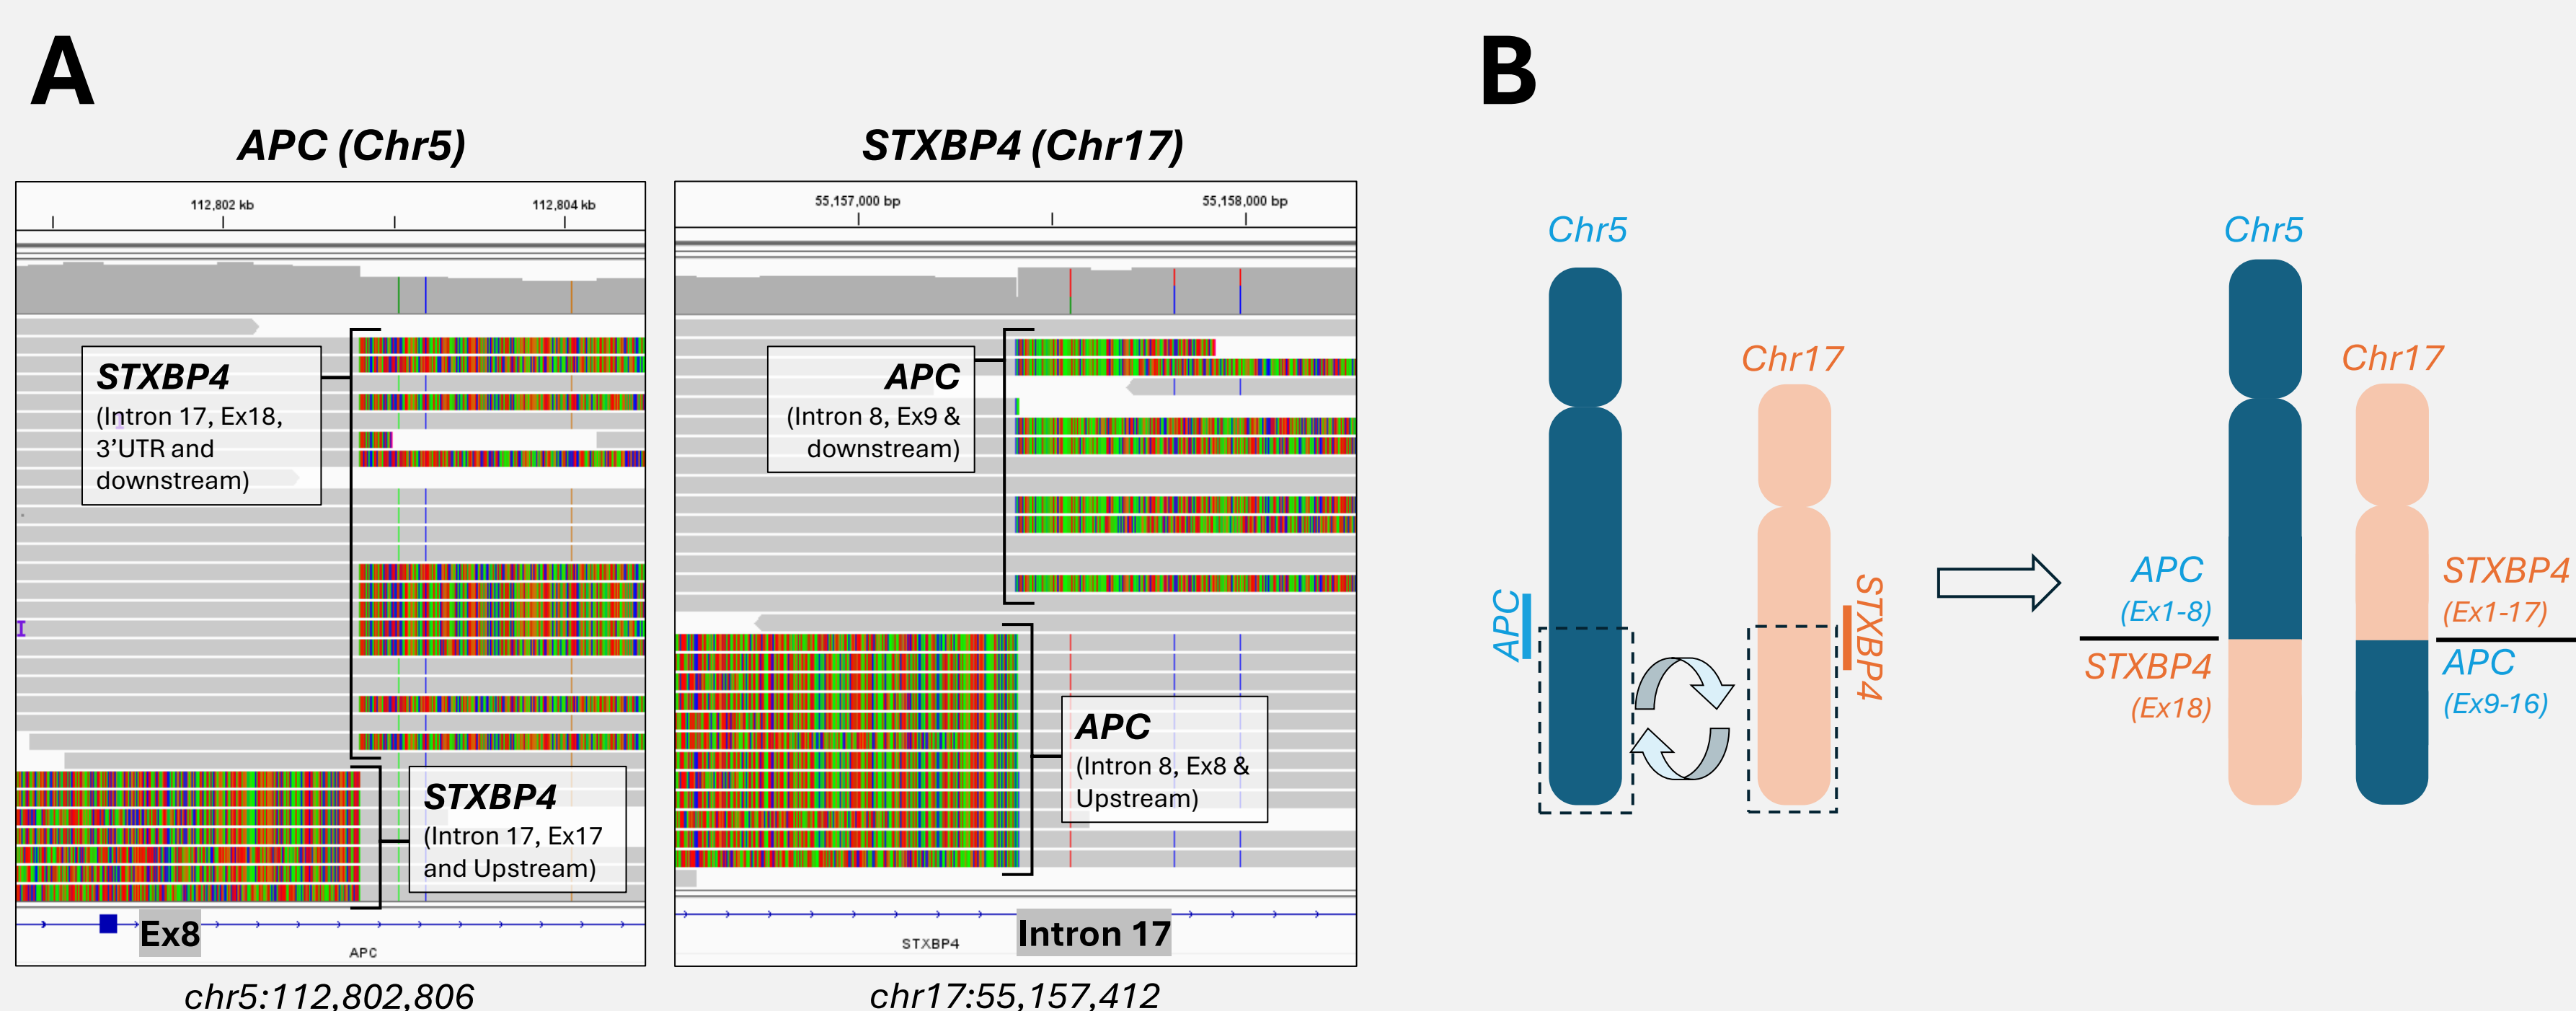 A
B
APC (Chr5)
STXBP4 (Chr17)
112,802 kb
112,804 kb
55,157,000 bp
55,158,000 bp
STXBP4
(Intron 17, Ex18,
3’UTR and
downstream)
STXBP4
(Intron 17, Ex17
and Upstream)
I
Ex8
APC
chr5:112,802,806
APC
(Intron 8, Ex9 &
downstream)
APC
(Intron 8, Ex8 &
Upstream)
STXBP4
Intron 17
chr17:55,157,412
Chr5
Chr17
APC
STXBP4
Chr5
Chr17
APC
(Ex1-8)
STXBP4
(Ex18)
STXBP4
(Ex1-17)
APC
(Ex9-16)